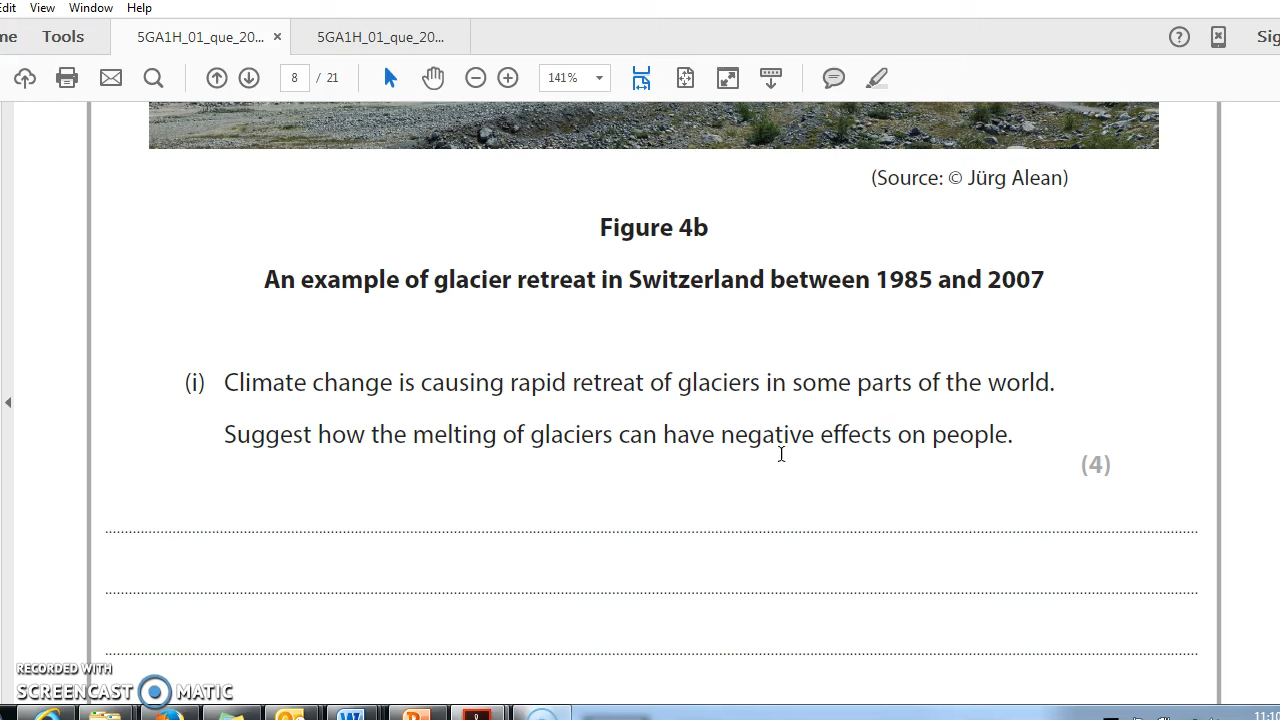 Edit View Window Help
me Tools 5GA1H_01_que_20... × 5GA1H_01_que_20...
8 / 21 141%
(Source: © Jürg Alean)
Figure 4b
An example of glacier retreat in Switzerland between 1985 and 2007
(i) Climate change is causing rapid retreat of glaciers in some parts of the world.
Suggest how the melting of glaciers can have negative effects on people.
(4)
RECORDED WITH
SCREENCAST MATIC